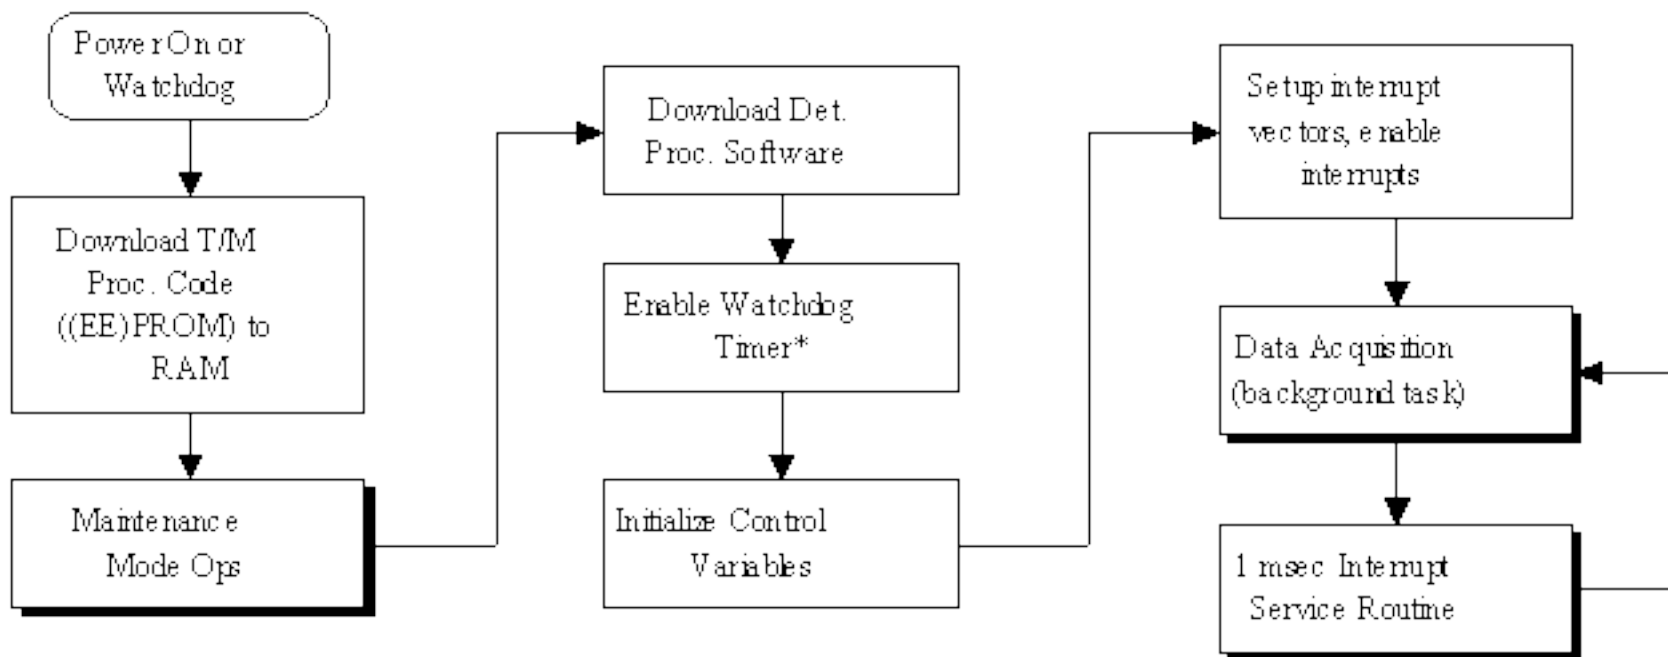 Power On or
Watchdog
Download T/M
Proc. Code
((EE)PROM) to
RAM
Maintenance
Mode Ops
Download Det.
Proc. Software
Enable Watchdog
Timer*
Initialize Control
Variables
Setup interrupt
vectors, enable
interrupts
Data Acquisition
(background task)
1 msec Interrupt
Service Routine